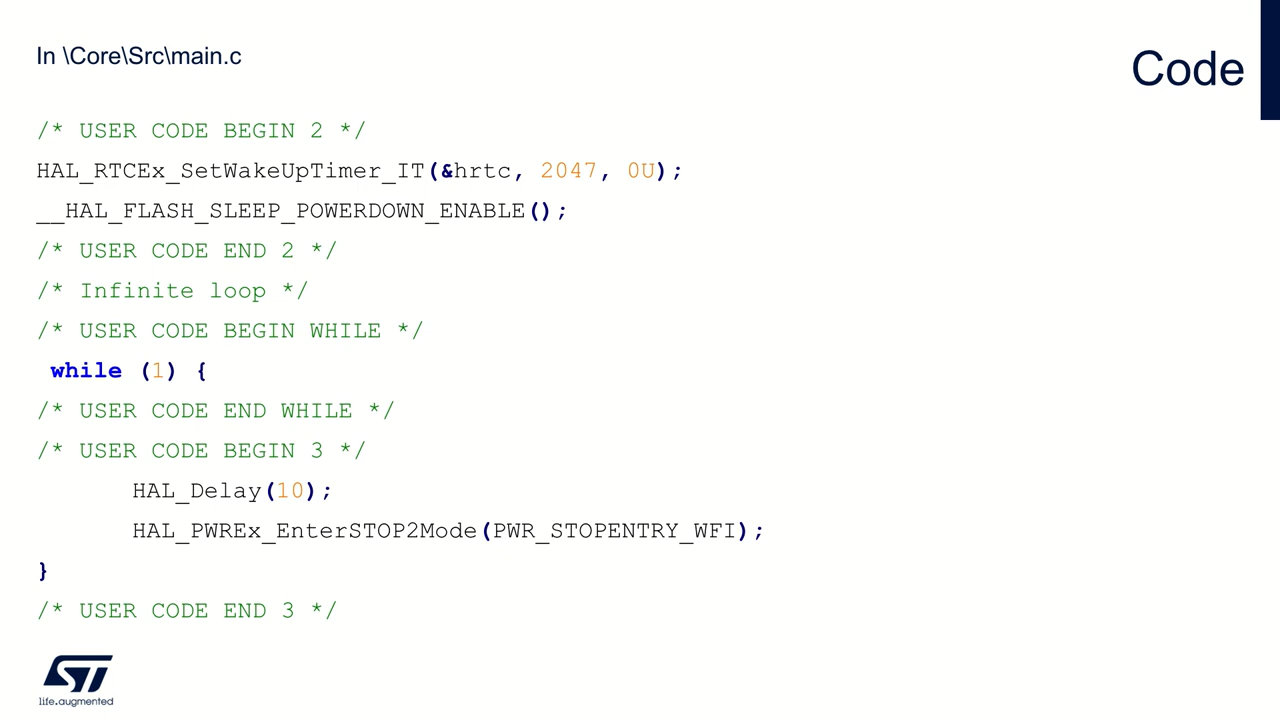 In \Core\Src\main.c
Code
/* USER CODE BEGIN 2 */
HAL_RTCEx_SetWakeUpTimer_IT(&hrtc, 2047, 0U);
__HAL_FLASH_SLEEP_POWERDOWN_ENABLE();
/* USER CODE END 2 */
/* Infinite loop */
/* USER CODE BEGIN WHILE */
while (1) {
/* USER CODE END WHILE */
/* USER CODE BEGIN 3 */
HAL_Delay(10);
HAL_PWREx_EnterSTOP2Mode(PWR_STOPENTRY_WFI);
}
/* USER CODE END 3 */
ST
life.augmented